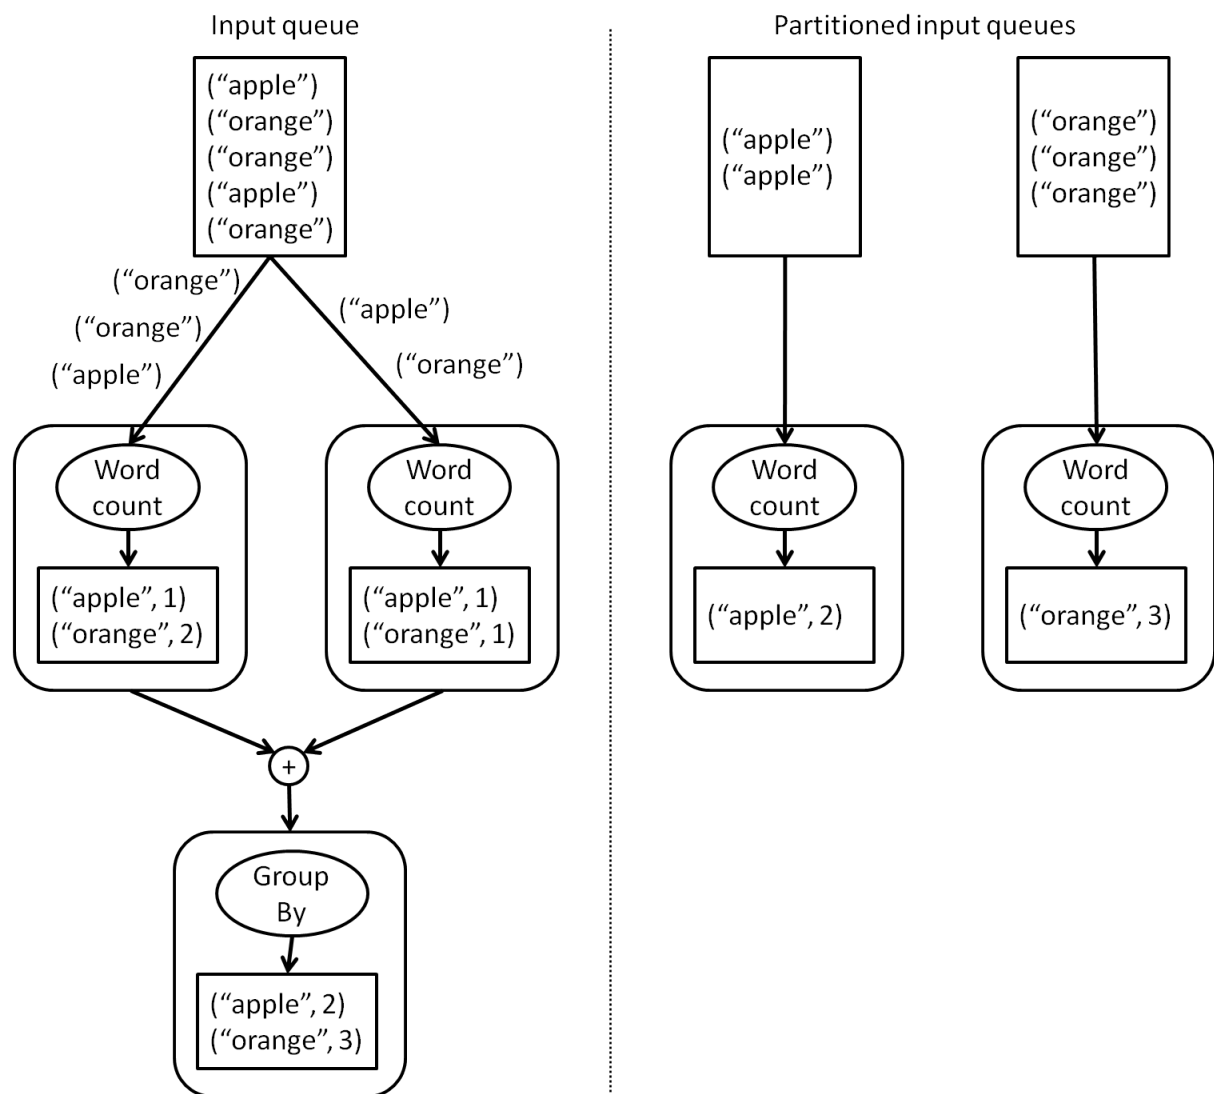 Input queue
(“apple”)
(“orange”)
(“orange”)
(“apple”)
(“orange”)
(“orange”)
(“orange”)
(“apple”)
(“apple”)
(“orange”)
Word
count
(“apple”, 1)
(“orange”, 2)
Word
count
(“apple”, 1)
(“orange”, 1)
+
Group
By
(“apple”, 2)
(“orange”, 3)
Partitioned input queues
(“apple”)
(“apple”)
(“orange”)
(“orange”)
(“orange”)
Word
count
(“apple”, 2)
Word
count
(“orange”, 3)